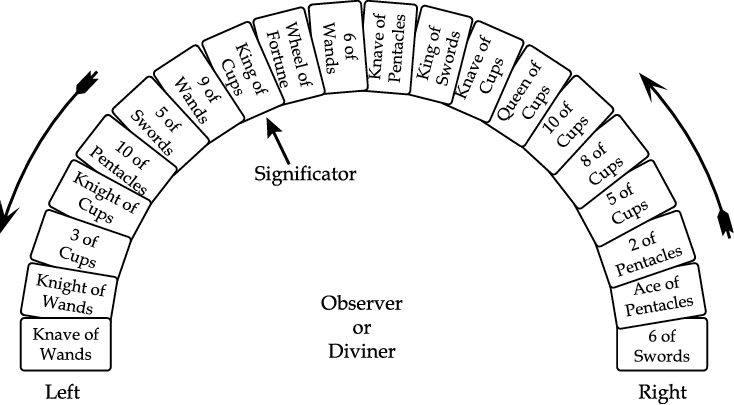 Knave of
Wands
Knight of
Wands
3 of
Cups
Knight of
Cups
10 of
Pentacles
5 of
Swords
9 of
Wands
King of
Cups
Wheel of
Fortune
6 of
Wands
Knave of
Pentacles
King of
Swords
Knave of
Cups
Queen of
Cups
10 of
Cups
8 of
Cups
5 of
Cups
2 of
Pentacles
Ace of
Pentacles
6 of
Swords
Significator
Observer
or
Diviner
Left
Right